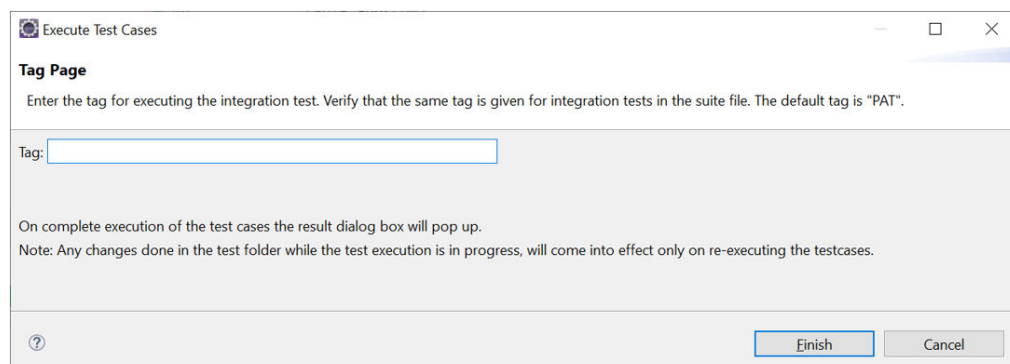 Execute Test Cases
Tag Page
Enter the tag for executing the integration test. Verify that the same tag is given for integration tests in the suite file. The default tag is "PAT".
Tag:
On complete execution of the test cases the result dialog box will pop up.
Note: Any changes done in the test folder while the test execution is in progress, will come into effect only on re-executing the testcases.
?
Finish
Cancel